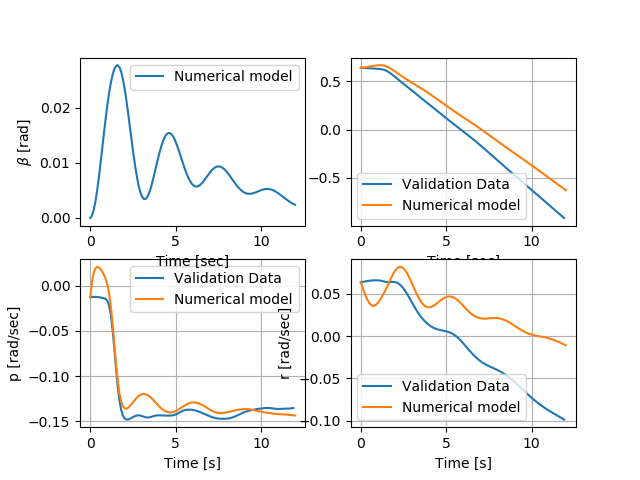 Numerical model
β [rad]
0.02
0.01
0.00
0
5
10
Time [sec]
0.5
0.0
−0.5
Validation Data
Numerical model
0
5
10
Validation Data
Numerical model
p [rad/sec]
0.00
−0.05
−0.10
−0.15
0
5
10
Time [s]
r [rad/sec]
0.05
0.00
−0.05
−0.10
Validation Data
Numerical model
0
5
10
Time [s]